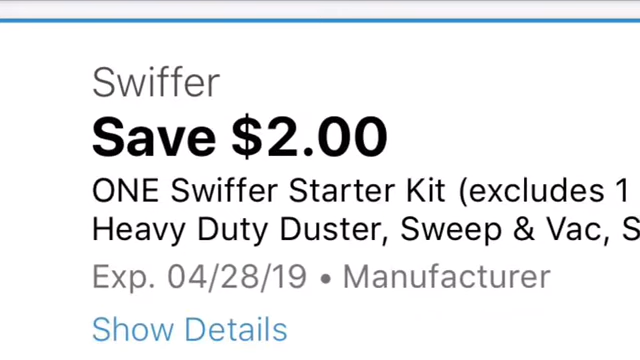 Swiffer
Save $2.00
ONE Swiffer Starter Kit (excludes 1
Heavy Duty Duster, Sweep & Vac, S
Exp. 04/28/19 • Manufacturer
Show Details